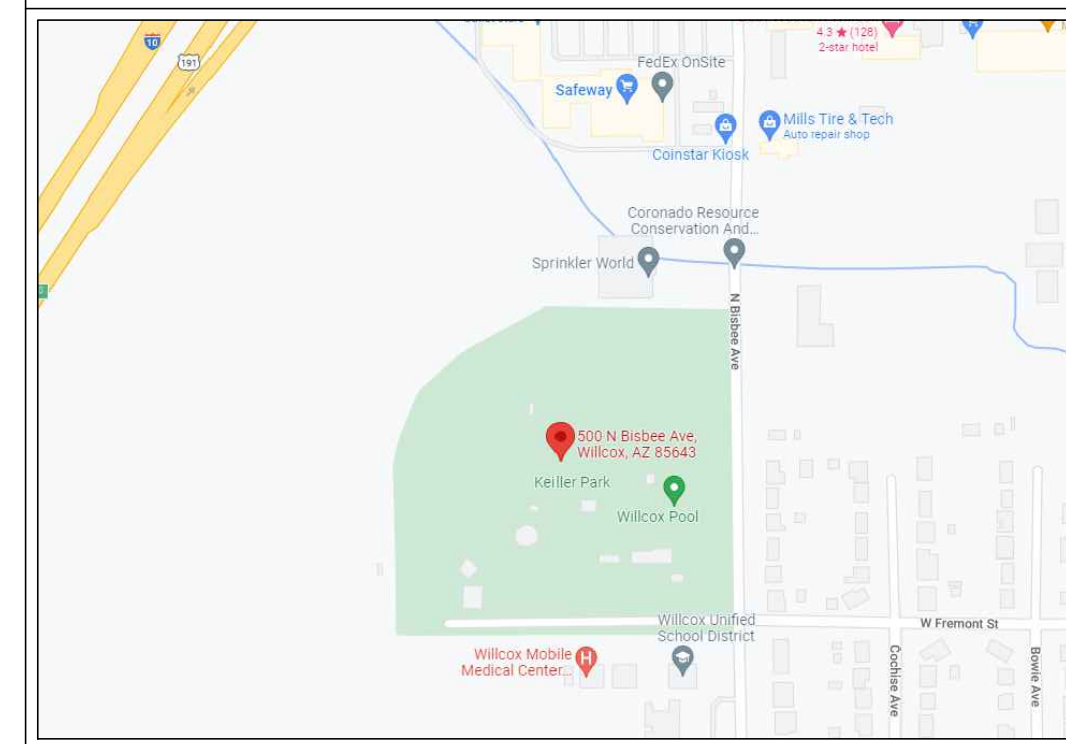 4.3 ★ (128)
2-star hotel
10
191
FedEx OnSite
Safeway
Mills Tire & Tech
Auto repair shop
Coinstar Kiosk
Coronado Resource
Conservation And...
Sprinkler World
N Bisbee Ave
500 N Bisbee Ave,
Willcox, AZ 85643
Keiller Park
Willcox Pool
Willcox Unified
School District
W Fremont St
Willcox Mobile
Medical Center...
H
Cochise Ave
Bowie Ave